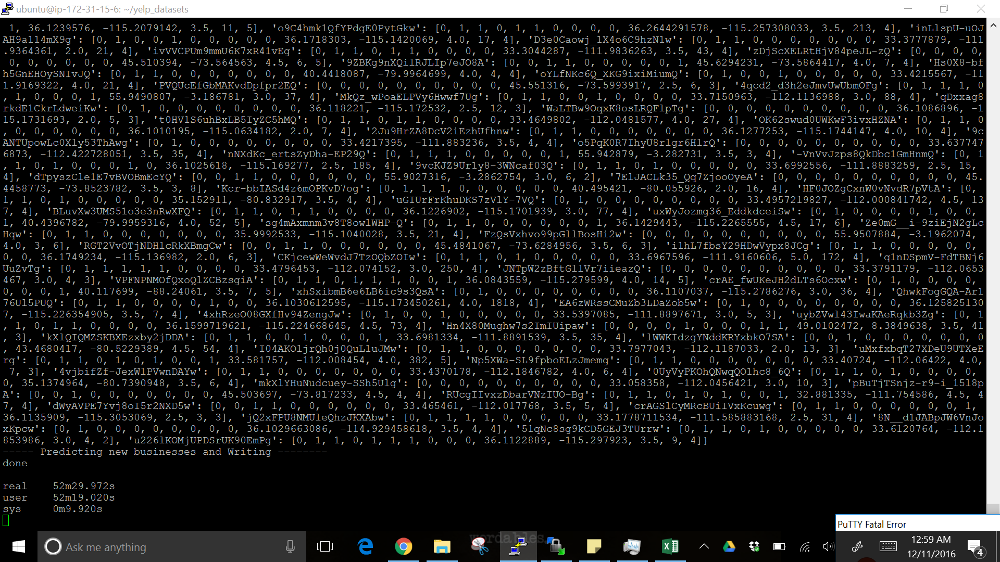 ubuntu@ip-172-31-15-6: ~/yelp_datasets
 1, 36.1239576, -115.2079142, 3.5, 11, 5], 'o9C4hmk1QfYPdgE0PytGkw': [0, 1, 1, 0, 1, 1, 0, 0, 0, 0, 36.2644291578, -115.257308033, 3.5, 213, 4], 'inLlspU-uOJ
AH9a114mX9g': [0, 1, 0, 0, 1, 0, 0, 0, 0, 0, 36.1718303, -115.1420069, 4.0, 17, 4], 'D3e0Caowj_1X4o6C9hzN1w': [0, 1, 1, 0, 0, 0, 0, 0, 0, 0, 33.3777879, -111
.9364361, 2.0, 21, 4], 'ivVVCPUm9mmU6K7xR41vEg': [0, 1, 1, 0, 1, 1, 0, 0, 0, 0, 33.3044287, -111.9836263, 3.5, 43, 4], 'zDjScXELRtHjV84peJL-zQ': [0, 0, 0, 0,
 0, 0, 0, 0, 0, 0, 45.510394, -73.564563, 4.5, 6, 5], '9ZBKg9nXQilRJLIp7eJO8A': [0, 0, 1, 1, 0, 0, 0, 0, 0, 1, 45.6294231, -73.5864417, 4.0, 7, 4], 'Hs0X8-bf
h5GnEHOySNIvJQ': [0, 1, 1, 0, 0, 0, 0, 0, 0, 0, 40.4418087, -79.9964699, 4.0, 4, 4], 'oYLfNKc6Q_XKG9ixiMiumQ': [0, 1, 0, 0, 1, 0, 0, 0, 0, 0, 33.4215567, -11
1.9169322, 4.0, 21, 4], 'PVQUcEfGbMAKvdDpfpr2EQ': [0, 0, 0, 0, 0, 0, 0, 0, 0, 0, 45.551316, -73.5993917, 2.5, 6, 3], '4qcd2_d3h2eJmvUwUbmOFg': [0, 1, 1, 1, 0
, 1, 0, 0, 0, 1, 55.9490807, -3.186781, 3.0, 37, 4], 'MkQz_wPoaELPVy6Hwwf7Ug': [0, 1, 1, 0, 0, 1, 0, 0, 0, 0, 33.7150963, -112.1136988, 3.0, 88, 4], 'qDxxag8
rkdE1CkrLdweiKw': [0, 1, 0, 0, 0, 0, 0, 0, 0, 0, 36.118221, -115.172532, 2.5, 12, 3], 'WaLTBw9OqxK8osLRQFlpTg': [0, 0, 0, 0, 0, 0, 0, 0, 0, 0, 36.1086896, -1
15.1731693, 2.0, 5, 3], 't0HV1S6uhBxLB5IyZC5hMQ': [0, 1, 1, 0, 1, 1, 0, 0, 0, 0, 33.4649802, -112.0481577, 4.0, 27, 4], 'OK62swud0UWKwF3ivxHZNA': [0, 1, 1, 0
, 0, 0, 0, 0, 0, 0, 36.1010195, -115.0634182, 2.0, 7, 4], '2Ju9HrZA8DcV2iEzhUfhnw': [0, 1, 1, 0, 0, 0, 0, 0, 0, 0, 36.1277253, -115.1744147, 4.0, 10, 4], '9c
ANTUpowLc0Xly53ThAwg': [0, 1, 0, 0, 0, 0, 0, 0, 0, 0, 33.4217395, -111.883236, 3.5, 4, 4], 'o5PqK0R7IhyU8rlgr6HlrQ': [0, 0, 0, 0, 0, 0, 0, 0, 0, 0, 33.637747
6873, -112.422728051, 3.5, 35, 4], 'nNXdKc_ertsZyDha-EP29Q': [0, 1, 1, 1, 0, 0, 0, 0, 0, 1, 55.942879, -3.282731, 3.5, 3, 4], '-VnVvJzps8QkDbc1GmHnmQ': [0, 1
, 1, 0, 1, 0, 0, 0, 1, 0, 36.1025618, -115.169277, 2.5, 185, 4], '9vcKJZ9Urly8-3WNcaf03Q': [0, 1, 1, 0, 1, 0, 0, 0, 0, 0, 33.6992556, -111.8883259, 2.5, 15,
4], 'dTpyszCle1E7vBVOBmEcYQ': [0, 0, 1, 1, 0, 0, 0, 0, 0, 0, 55.9027316, -3.2862754, 3.0, 6, 2], '7ElJACLk35_Qq7ZjooOyeA': [0, 0, 0, 0, 0, 0, 0, 0, 0, 0, 45.
4458773, -73.8523782, 3.5, 3, 8], 'Kcr-bbIASd4z6mOPKvD7og': [0, 1, 1, 1, 0, 0, 0, 0, 0, 0, 40.495421, -80.055926, 2.0, 16, 4], 'HF0JOZgCxnW0vNvdR7pVtA': [0,
1, 1, 0, 1, 0, 0, 0, 0, 0, 35.152911, -80.832917, 3.5, 4, 4], 'uGIUrFrKhuDKS7zVlY-7VQ': [0, 1, 0, 0, 0, 0, 0, 0, 0, 0, 33.4957219827, -112.000841742, 4.5, 13
7, 4], 'BLuvXw3UMS51o3e3nRwXFQ': [0, 1, 1, 0, 1, 1, 0, 0, 0, 0, 36.1226902, -115.1701939, 3.0, 77, 4], 'uxWyJozmg36_EddkdceiSw': [0, 1, 0, 0, 0, 0, 1, 0, 0,
1, 40.4396782, -79.9959316, 4.0, 52, 5], 'sg4mAxmnm3v8T8owlWHP-Q': [0, 1, 1, 0, 0, 0, 0, 0, 0, 1, 36.1429443, -115.2265555, 4.5, 17, 6], 'Ze0mG__i-9ziEjN2gLc
Hqw': [0, 1, 1, 0, 0, 0, 0, 0, 0, 0, 35.9992533, -115.1040028, 3.5, 21, 4], 'FzQsVxhvo99pGllBosHi2w': [0, 0, 0, 0, 0, 0, 0, 0, 0, 0, 55.9507884, -3.1962074,
4.0, 3, 6], 'RGT2VvOTjNDHlcRkXBmgCw': [0, 0, 1, 1, 0, 0, 0, 0, 0, 0, 45.4841067, -73.6284956, 3.5, 6, 3], 'i1hL7fbsY29HDwVypx8JCg': [0, 1, 1, 0, 0, 0, 0, 0,
 0, 0, 36.1749234, -115.136982, 2.0, 6, 3], 'CKjcewWeWvdJ7TzOQbZOIw': [0, 1, 1, 0, 1, 0, 0, 0, 0, 0, 33.6967596, -111.9160606, 5.0, 172, 4], 'q1nDSpmV-FdTBNj6
UuZvTg': [0, 1, 1, 1, 1, 1, 0, 0, 0, 0, 33.4796453, -112.074152, 3.0, 250, 4], 'JNTpW2zBftGllVr7iieazQ': [0, 0, 0, 0, 0, 0, 0, 0, 0, 0, 33.3791179, -112.0653
467, 3.0, 4, 3], 'VPFNPNMOfQxoQlZCBzsgiA': [0, 1, 1, 0, 1, 1, 1, 0, 0, 1, 36.0843559, -115.279599, 4.0, 14, 5], 'crAE_fwUKeJH2dLTs6Ocxw': [0, 1, 0, 0, 0, 0,
 0, 0, 0, 1, 40.117699, -88.24061, 3.5, 7, 5], 'xhSxibmB6e6LB6ic9s3QsA': [0, 1, 0, 0, 0, 0, 0, 0, 0, 0, 36.1107037, -115.2786276, 3.0, 36, 4], 'QhwkFogGQA-Ar1
76Ul5PUQ': [0, 1, 1, 0, 0, 0, 0, 1, 0, 0, 36.1030612595, -115.173450261, 4.0, 1818, 4], 'EA6zWRssCMuZb3LDaZob5w': [0, 1, 0, 0, 0, 0, 0, 0, 0, 0, 36.125825130
7, -115.226354905, 3.5, 7, 4], '4xhRzeO08GXfHv94ZengJw': [0, 1, 0, 0, 1, 0, 0, 0, 0, 0, 33.5397085, -111.8897671, 3.0, 5, 3], 'uybZVwl43IwaKAeRqkb3Zg': [0, 1
, 1, 0, 1, 1, 0, 0, 0, 0, 36.1599719621, -115.224668645, 4.5, 73, 4], 'Hn4X80Mughw7s2ImIUipaw': [0, 0, 0, 0, 1, 0, 0, 0, 1, 1, 49.0102472, 8.3849638, 3.5, 41
, 3], 'kXlQIQMZSKBXEzxby2jDDA': [0, 1, 1, 0, 0, 1, 0, 0, 0, 1, 33.6981334, -111.8891539, 3.5, 35, 4], 'lWWKIdzgYNddKRYxbkO7SA': [0, 0, 1, 0, 0, 0, 0, 0, 0, 0
, 43.4680417, -80.5229389, 4.5, 54, 4], 'I04AKOljrQh0j0QuL1uJMw': [0, 1, 1, 0, 0, 0, 0, 0, 0, 0, 33.7977043, -112.1187033, 2.0, 13, 3], 'uMxfxbqT27XDeU9UTXeE
rg': [0, 1, 1, 0, 1, 0, 1, 0, 0, 1, 33.581757, -112.008454, 4.0, 382, 5], 'Np5XWa-SL9fpboELzJmemg': [0, 1, 1, 0, 0, 0, 0, 0, 0, 0, 33.40724, -112.06422, 4.0,
 7, 3], '4vjbifZf-JexWlPVwnDAYw': [0, 1, 1, 0, 0, 0, 0, 0, 0, 0, 33.4370178, -112.1846782, 4.0, 6, 4], '0UyVyPKOhQNwqQO1hc8_6Q': [0, 1, 1, 0, 1, 0, 0, 0, 0,
 0, 35.1374964, -80.7390948, 3.5, 6, 4], 'mkXlYHuNudcuey-SSh5Ulg': [0, 0, 0, 0, 0, 0, 0, 0, 0, 0, 33.058358, -112.0456421, 3.0, 10, 3], 'pBuTjTSnjz-r9-i_15l8p
A': [0, 0, 1, 0, 0, 0, 0, 0, 0, 0, 45.503697, -73.817233, 4.5, 4, 4], 'RUcgIIvxzDbarVNzIUO-Bg': [0, 1, 1, 0, 1, 0, 1, 0, 0, 1, 32.881335, -111.754586, 4.5, 4
7, 4], 'dWyAVPE7Yvj8oI5r2NXD5w': [0, 0, 1, 1, 0, 0, 0, 0, 0, 0, 33.465461, -112.017768, 3.5, 5, 4], 'crAGSlCyMRcBUiIVxKcuwg': [0, 1, 1, 0, 0, 0, 0, 0, 0, 1,
36.1135909, -115.3053069, 2.5, 3, 3], 'jQ2xFPU8NMUleQhzJKXAbw': [0, 1, 1, 1, 1, 0, 0, 0, 0, 0, 33.1778711534, -111.585883168, 2.5, 31, 4], '8N__d1JABpJW6VnJo
xKpcw': [0, 1, 0, 0, 0, 0, 0, 0, 0, 0, 36.1029663086, -114.929458618, 3.5, 4, 4], '51qNc8sg9kCD5GEJ3TUrrw': [0, 1, 1, 0, 1, 0, 0, 0, 0, 0, 33.6120764, -112.1
853986, 3.0, 4, 2], 'u226lKOMjUPDSrUK90EmPg': [0, 1, 1, 0, 1, 1, 1, 0, 0, 0, 36.1122889, -115.297923, 3.5, 9, 4]}
----- Predicting new businesses and Writing --------
done
real 52m29.972s
user 52m19.020s
sys 0m9.920s
PuTTY Fatal Error
Ask me anything
wordables.
12:59 AM
12/11/2016
4